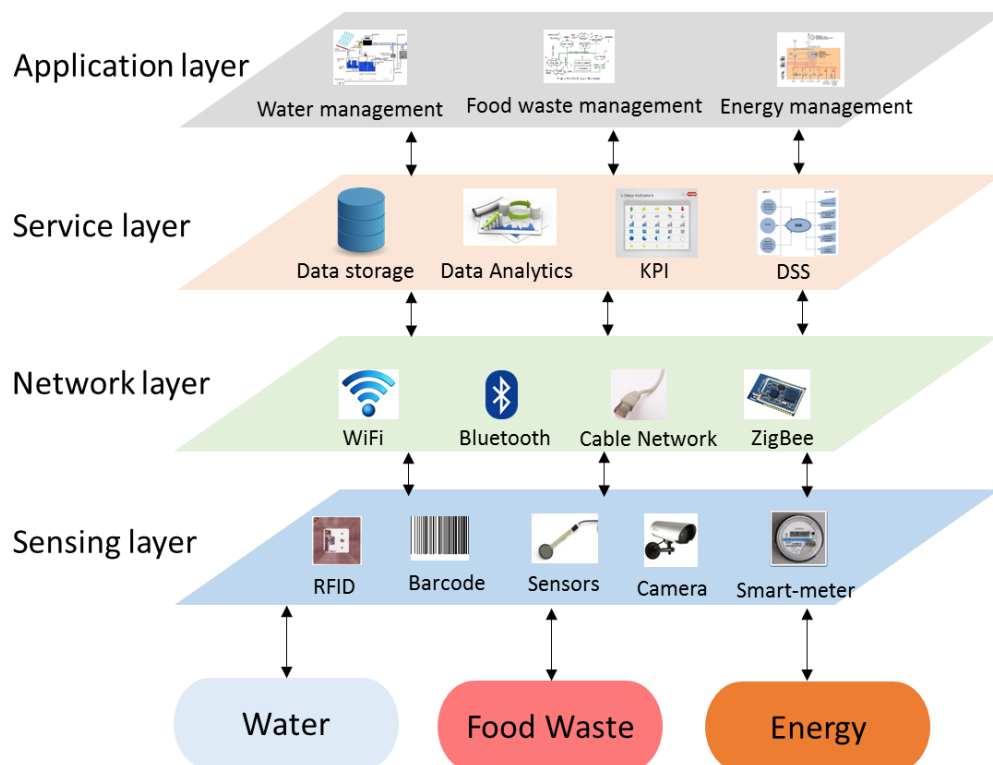 Application layer
Water management
Food waste management
Energy management
Service layer
Data storage
Data Analytics
KPI
DSS
Network layer
WiFi
Bluetooth
Cable Network
ZigBee
Sensing layer
RFID
Barcode
Sensors
Camera
Smart-meter
Water
Food Waste
Energy